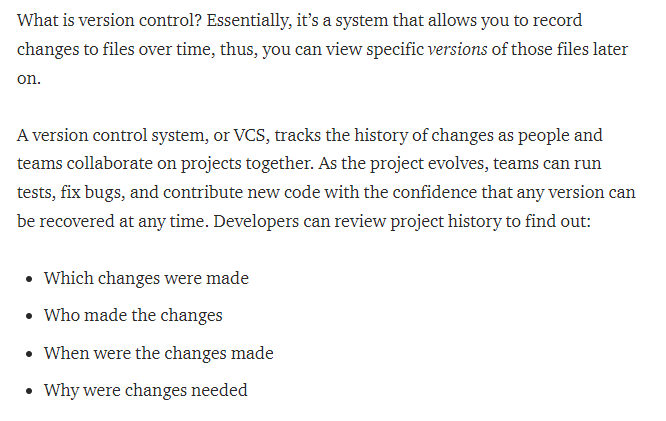 What is version control? Essentially, it’s a system that allows you to record
changes to files over time, thus, you can view specific versions of those files later
on.
A version control system, or VCS, tracks the history of changes as people and
teams collaborate on projects together. As the project evolves, teams can run
tests, fix bugs, and contribute new code with the confidence that any version can
be recovered at any time. Developers can review project history to find out:
• Which changes were made
• Who made the changes
• When were the changes made
• Why were changes needed